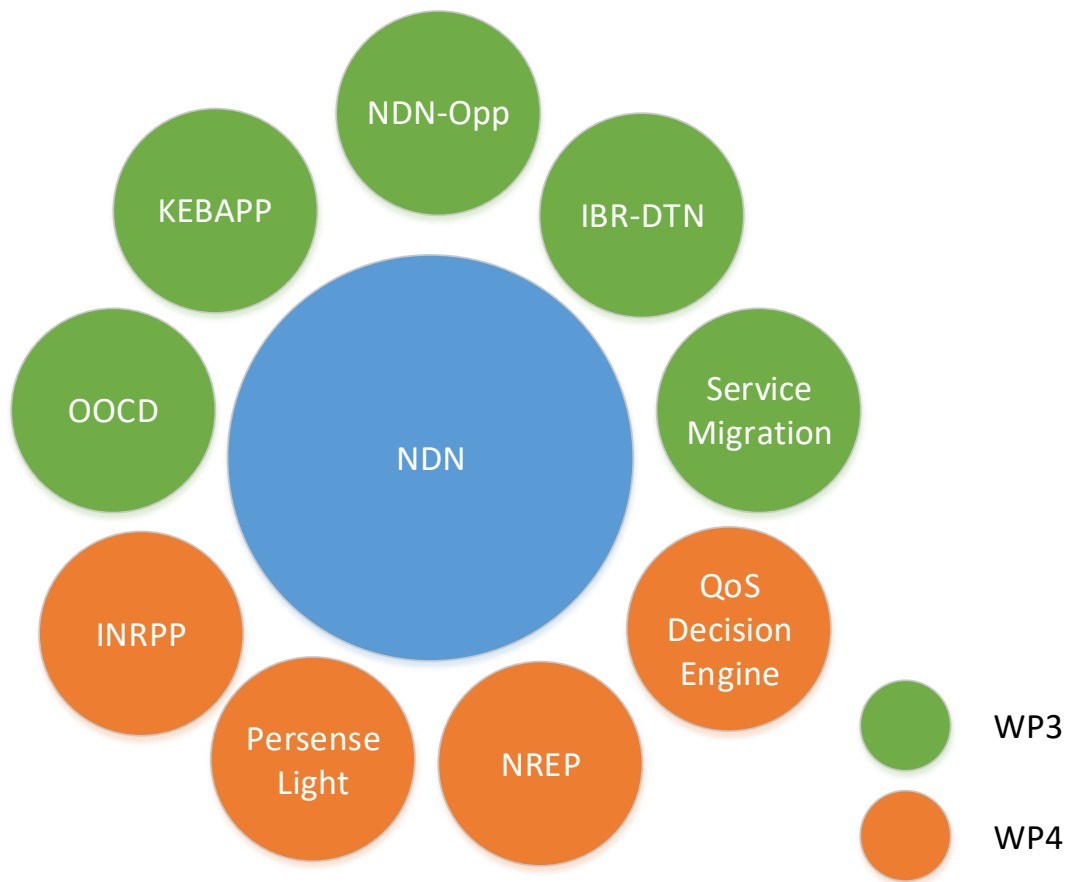 NDN-Opp
KEBAPP
IBR-DTN
OOCD
Service
Migration
NDN
INRPP
QoS
Decision
Engine
Persense
Light
NREP
WP3
WP4